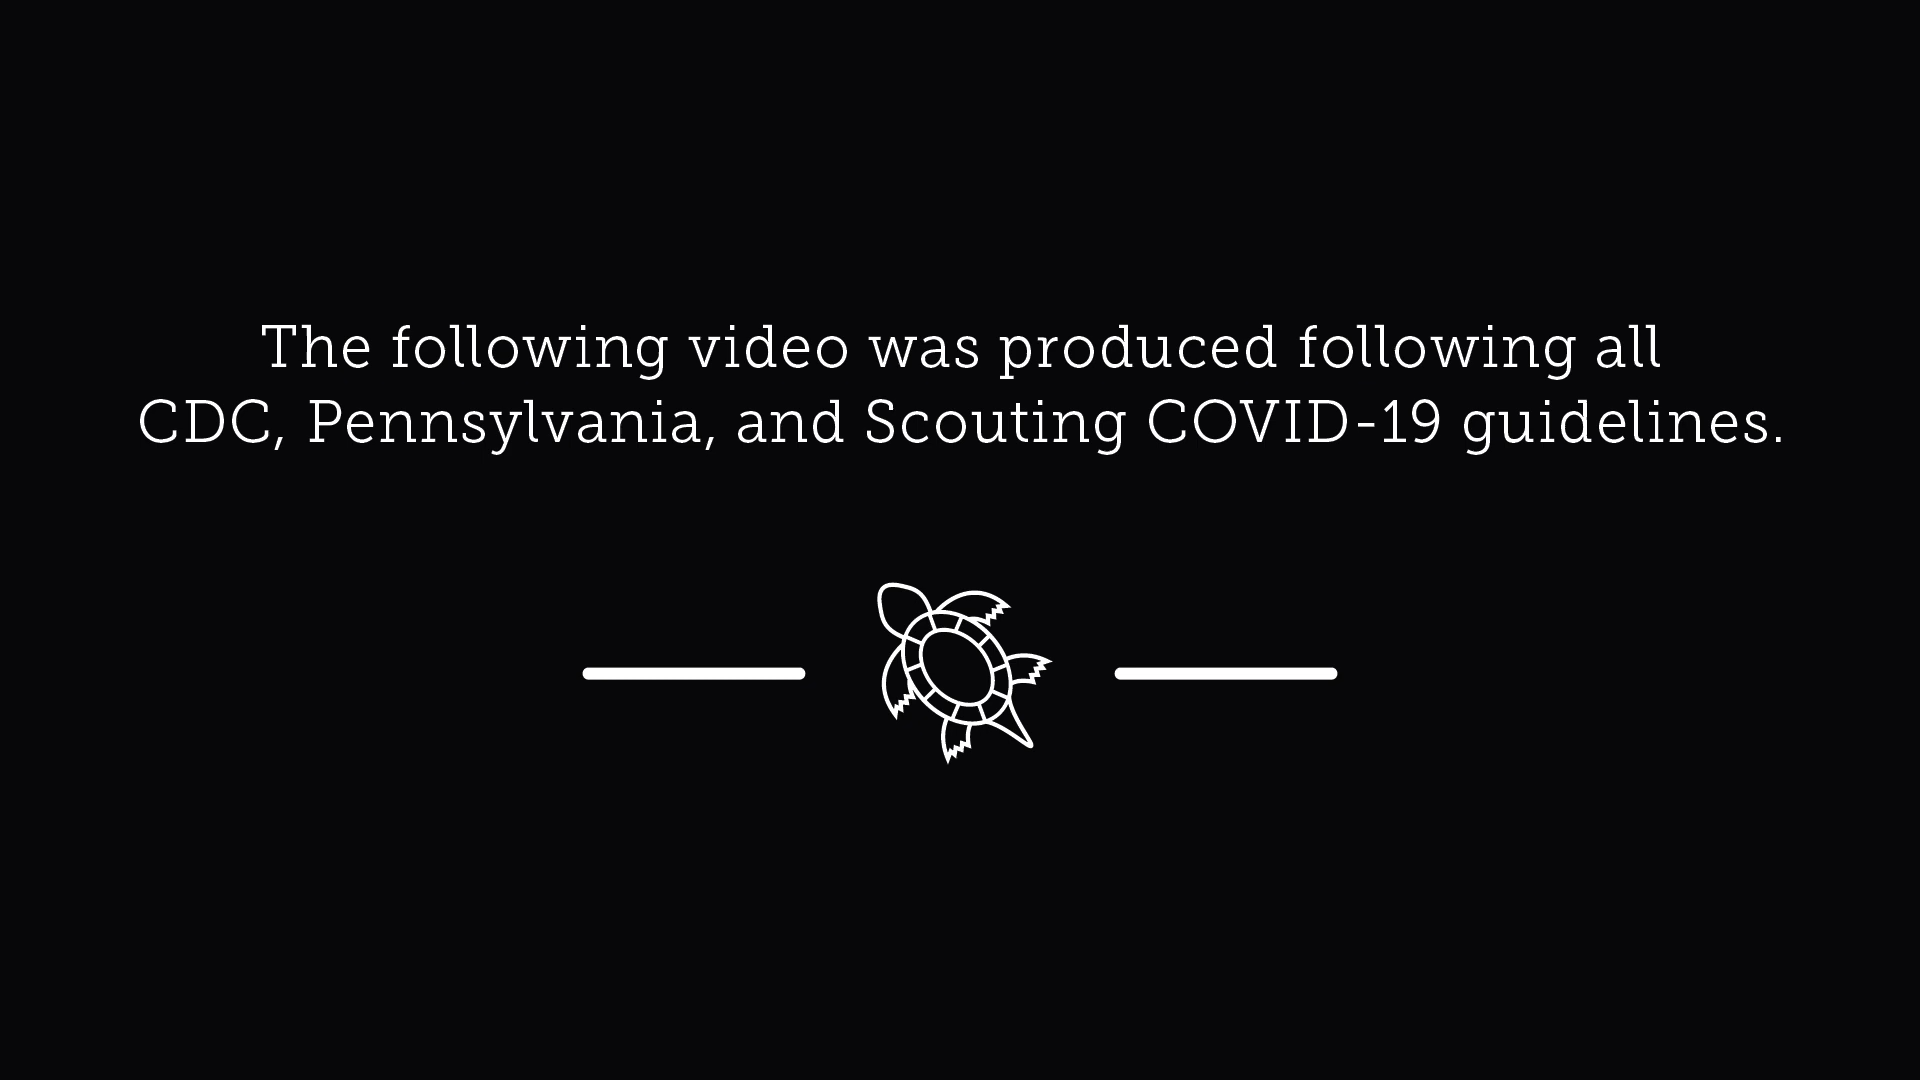 The following video was produced following all
CDC, Pennsylvania, and Scouting COVID-19 guidelines.